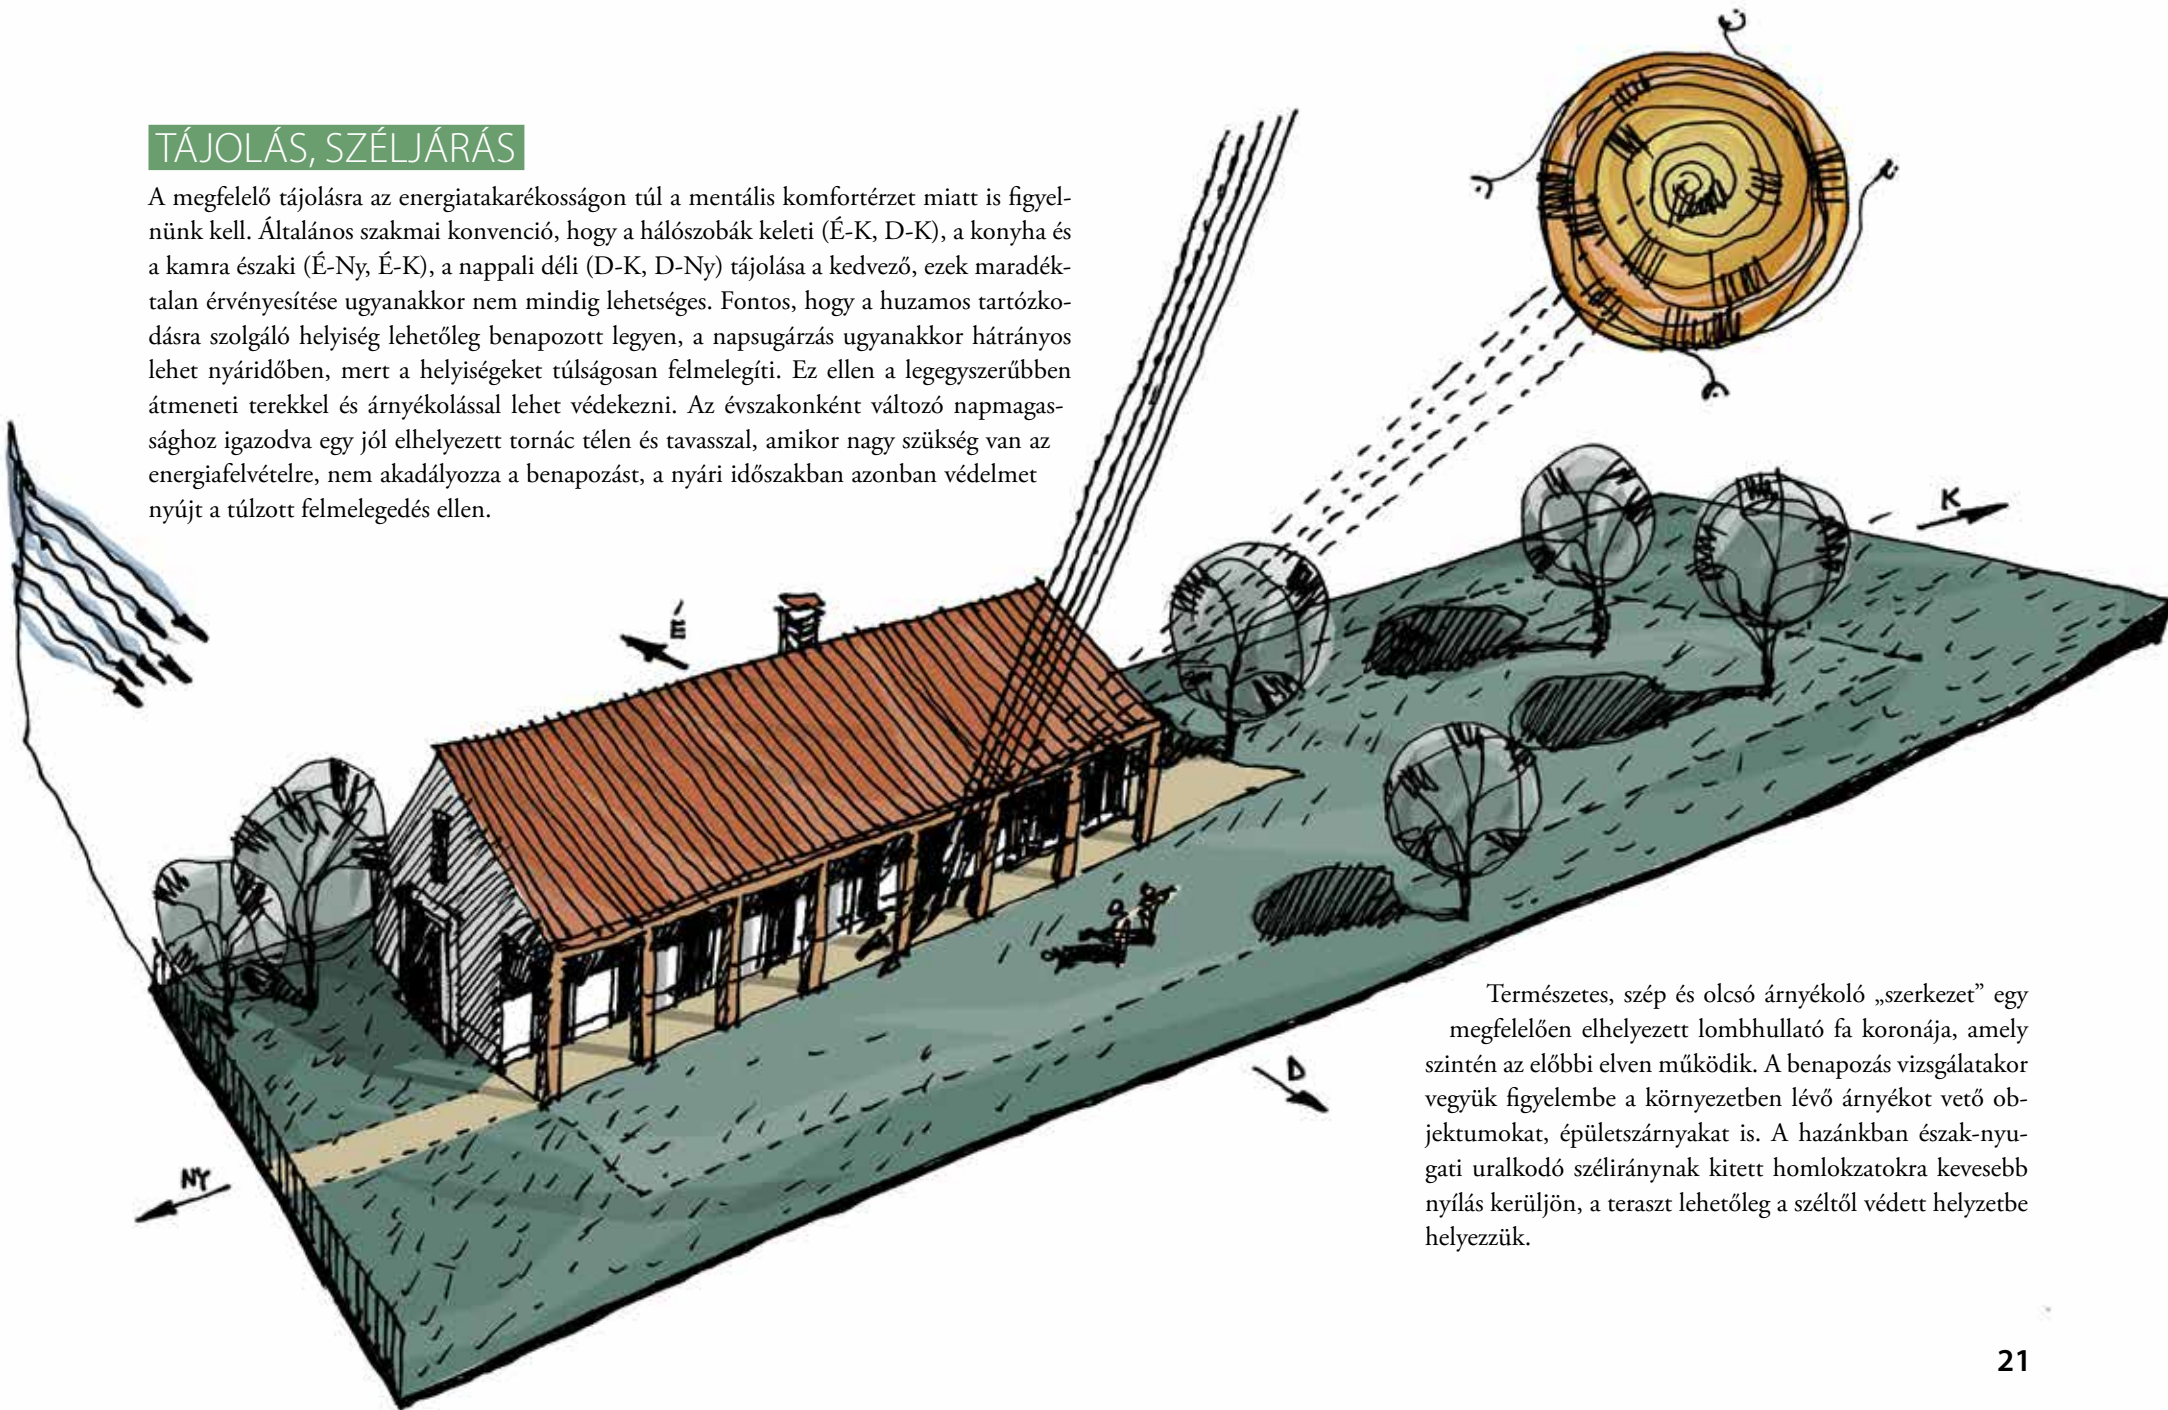 TÁJOLÁS, SZÉLJÁRÁS
A megfelelő tájolásra az energiatakarékosságon túl a mentális komfortérzet miatt is figyel-
nünk kell. Általános szakmai konvenció, hogy a hálószobák keleti (É-K, D-K), a konyha és
a kamra északi (É-Ny, É-K), a nappali déli (D-K, D-Ny) tájolása a kedvező, ezek maradék-
talan érvényesítése ugyanakkor nem mindig lehetséges. Fontos, hogy a huzamos tartózko-
dásra szolgáló helyiség lehetőleg benapozott legyen, a napsugárzás ugyanakkor hátrányos
lehet nyáridőben, mert a helyiségeket túlságosan felmelegíti. Ez ellen a legegyszerűbben
átmeneti terekkel és árnyékolással lehet védekezni. Az évszakonként változó napmagas-
sághoz igazodva egy jól elhelyezett tornác télen és tavasszal, amikor nagy szükség van az
energiafelvételre, nem akadályozza a benapozást, a nyári időszakban azonban védelmet
nyújt a túlzott felmelegedés ellen.
K
É
D
NY
Természetes, szép és olcsó árnyékoló „szerkezet” egy
megfelelően elhelyezett lombhullató fa koronája, amely
szintén az előbbi elven működik. A benapozás vizsgálatakor
vegyük figyelembe a környezetben lévő árnyékot vető ob-
jektumokat, épületszárnyakat is. A hazánkban észak-nyu-
gati uralkodó széliránynak kitett homlokzatokra kevesebb
nyílás kerüljön, a teraszt lehetőleg a széltől védett helyzetbe
helyezzük.
21